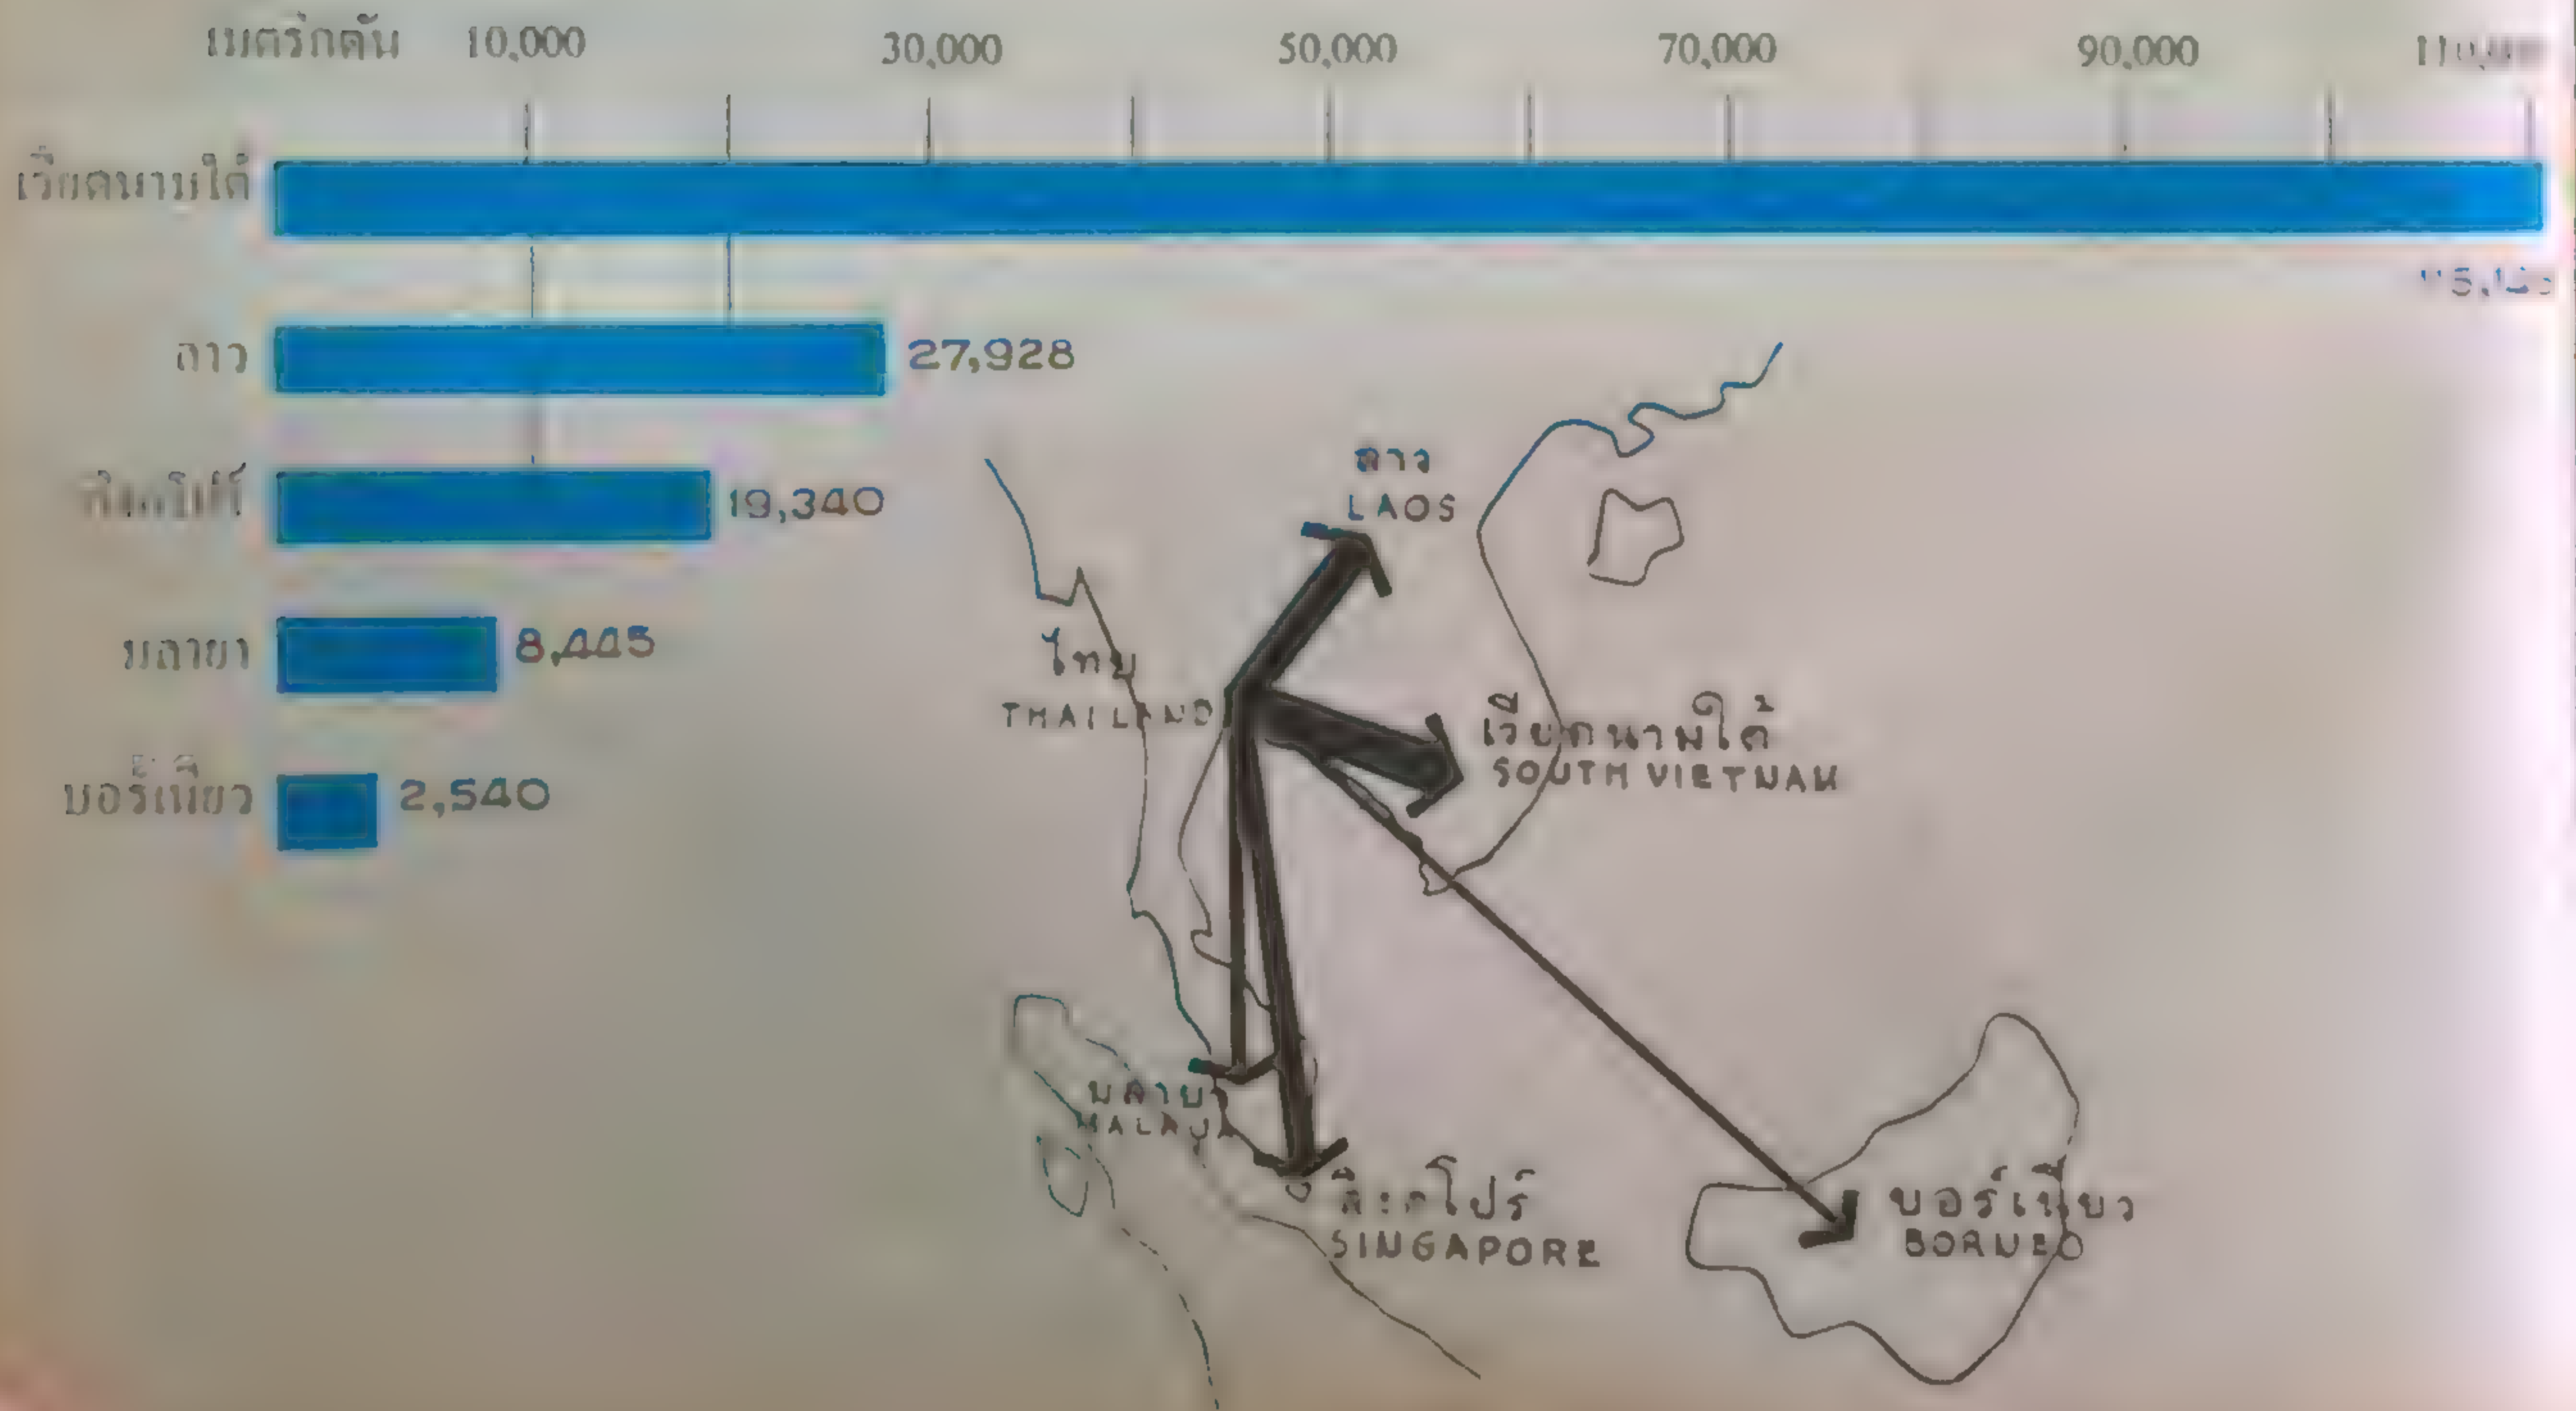 เมตริกตัน 10,000 30,000 50,000 70,000 90,000
เวียดนามใต้
ลาว 27,928
19,340
มลายา 8,445
บอร์เนียว 2,540
ลาว
LAOS
ไทย
THAILAND
เวียดนามใต้
SOUTH VIETNAM
มลายา
MALAYA
สิงคโปร์
SINGAPORE
บอร์เนียว
BORNEO